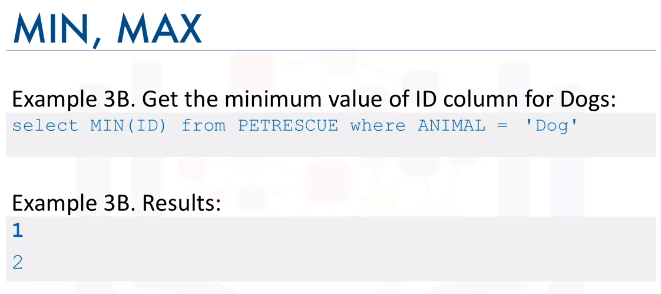 MIN, MAX
Example 3B. Get the minimum value of ID column for Dogs:
select MIN(ID) from PETRESCUE where ANIMAL = 'Dog'
Example 3B. Results:
1
2